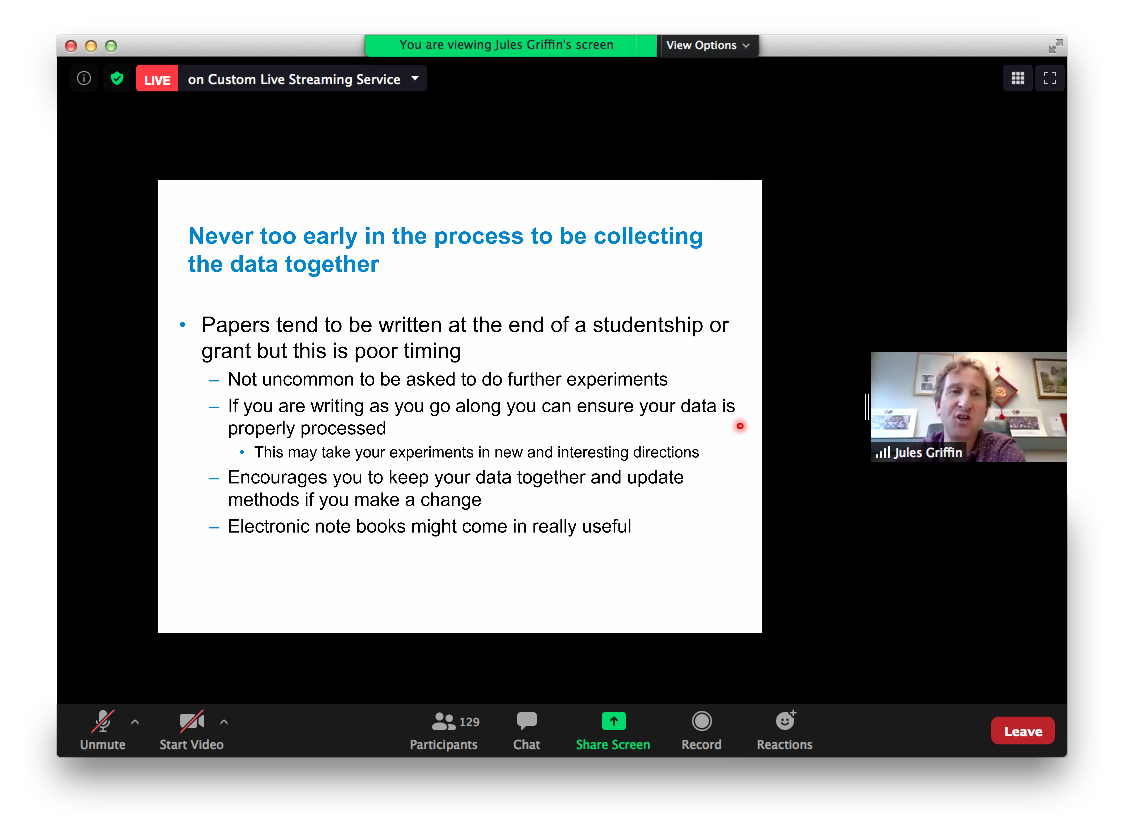 You are viewing Jules Griffin's screen
View Options
LIVE on Custom Live Streaming Service
Never too early in the process to be collecting
the data together
• Papers tend to be written at the end of a studentship or
grant but this is poor timing
– Not uncommon to be asked to do further experiments
– If you are writing as you go along you can ensure your data is
properly processed
• This may take your experiments in new and interesting directions
– Encourages you to keep your data together and update
methods if you make a change
– Electronic note books might come in really useful
Jules Griffin
129
Unmute
Start Video
Participants
Chat
Share Screen
Record
Reactions
Leave